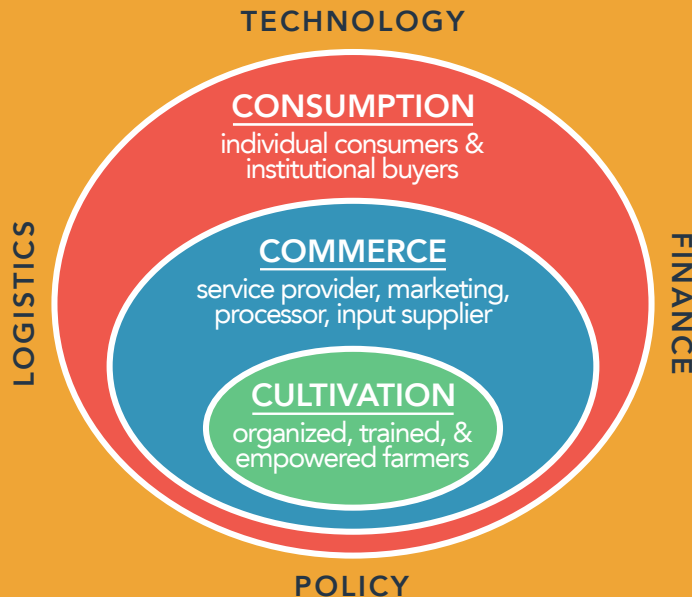 TECHNOLOGY
CONSUMPTION
individual consumers &
institutional buyers
LOGISTICS
COMMERCE
service provider, marketing,
processor, input supplier
FINANCE
CULTIVATION
organized, trained, &
empowered farmers
POLICY